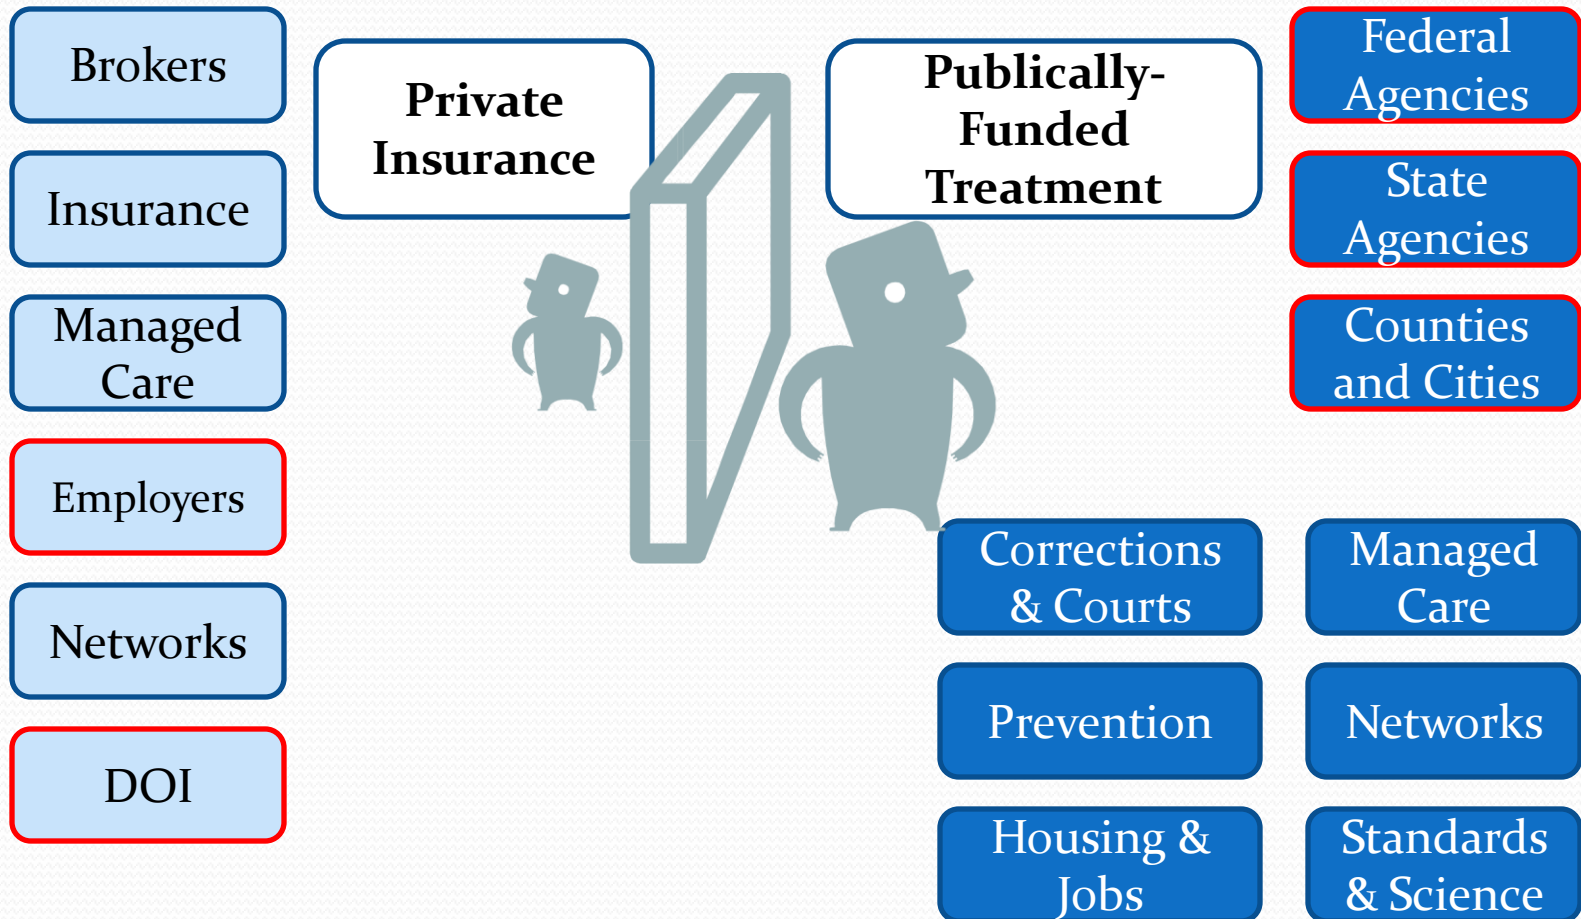 Brokers
Insurance
Managed
Care
Employers
Networks
DOI
Private
Insurance
Publically-
Funded
Treatment
Federal
Agencies
State
Agencies
Counties
and Cities
Corrections
& Courts
Managed
Care
Prevention
Networks
Housing &
Jobs
Standards
& Science